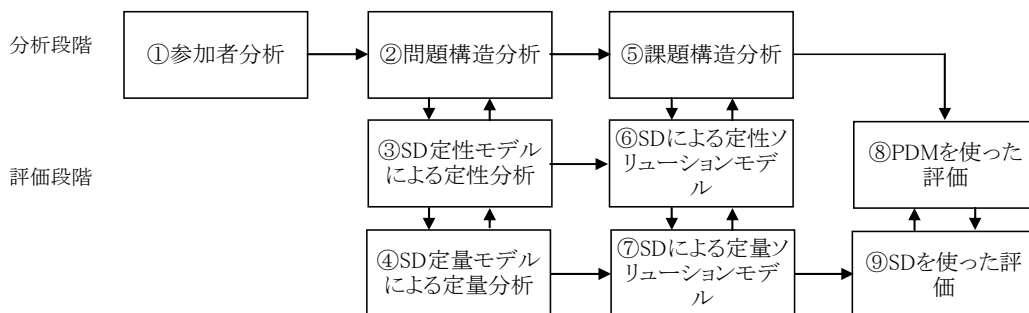 分析段階
①参加者分析
②問題構造分析
⑤課題構造分析
評価段階
③SD定性モデル
による定性分析
⑥SDによる定性ソ
リューションモデ
ル
⑧PDMを使った
評価
④SD定量モデル
による定量分析
⑦SDによる定量ソ
リューションモデ
ル
⑨SDを使った評
価